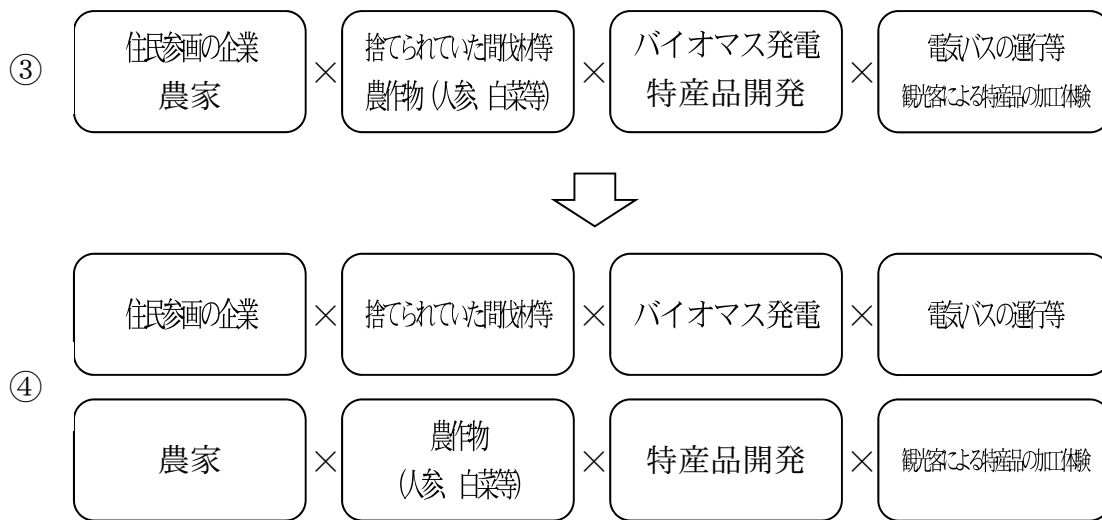 ③
住民参画の企業
農家
×
捨てられていた間伐材等
農作物（人参、白菜等）
×
バイオマス発電
特産品開発
×
電気バスの運行等
観光客による特産品の加工体験
④
住民参画の企業
×
捨てられていた間伐材等
×
バイオマス発電
×
電気バスの運行等
農家
×
農作物
（人参、白菜等）
×
特産品開発
×
観光客による特産品の加工体験